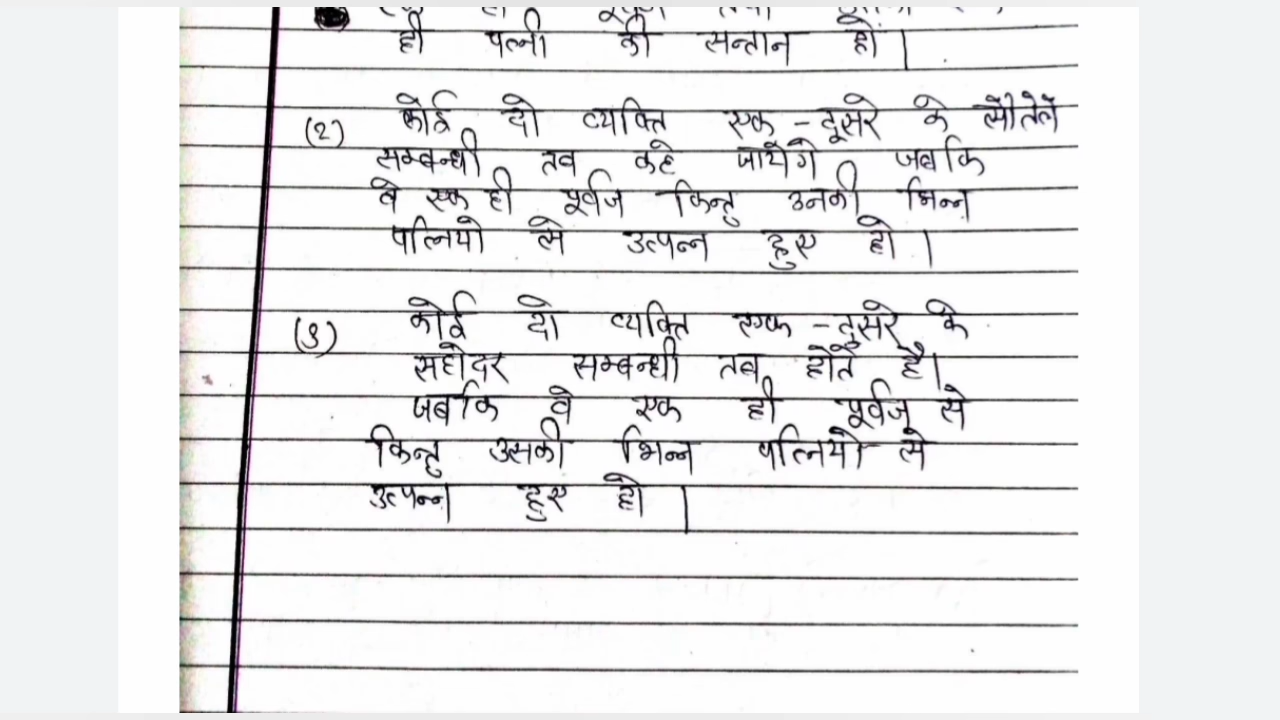 ही पत्नी की सन्तान हों।
(2) कोई दो व्यक्ति एक-दूसरे के सौतेले
सम्बन्धी तब कहे जायेगे जबकि
वे एक ही पूर्वज किन्तु उनकी भिन्न
पत्नियो से उत्पन्न हुए हो।
(3) कोई दो व्यक्ति एक-दुसरे के
सहोदर सम्बन्धी तब होते है।
जबकि वे एक ही पूर्वज से
किन्तु उसकी भिन्न पत्नियो से
उत्पन्न हुए हो।